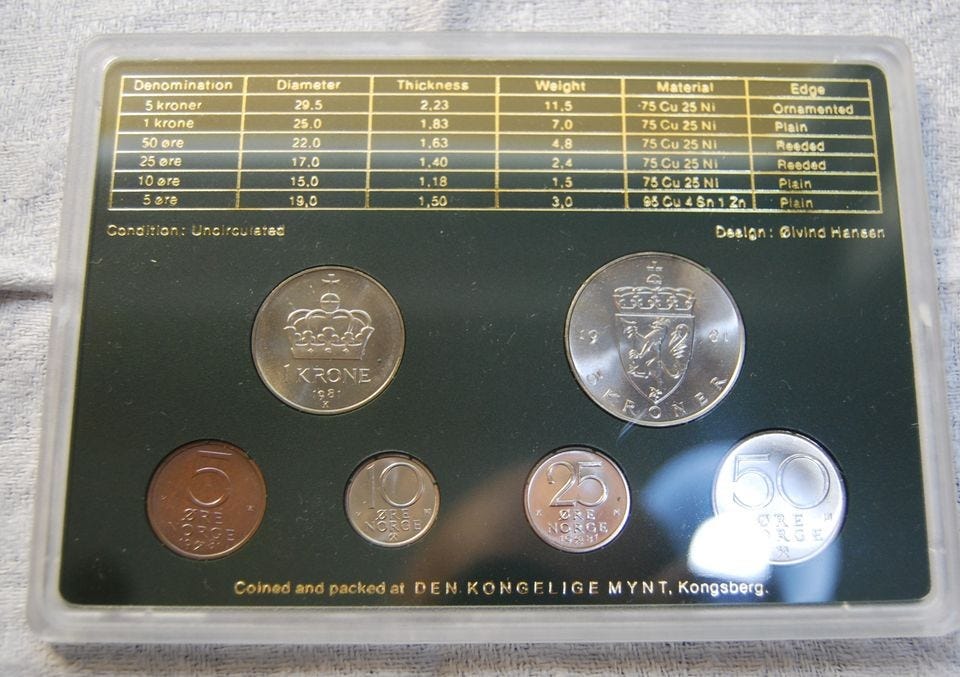 Denomination Diameter Thickness Weight Material Edge
5 kroner 29.5 2,23 11,5 75 Cu 25 Ni Ornamented
1 krone 25.0 1,83 7,0 75 Cu 25 Ni Plain
50 øre 22.0 1,63 4,8 75 Cu 25 Ni Reeded
25 øre 17,0 1,40 2,4 75 Cu 25 Ni Reeded
10 øre 15,0 1,18 1,5 75 Cu 25 Ni Plain
5 øre 19,0 1,50 3,0 95 Cu 4 Sn 1 Zn Plain
Condition: Uncirculated Design: Øivind Hansen
1 KRONE
1981
K
19 81
5 KRONER
5
ØRE
NORGE
1981
10
ØRE
NORGE
25
ØRE
NORGE
1981
50
ØRE
NORGE
Coined and packed at DEN KONGELIGE MYNT, Kongsberg.